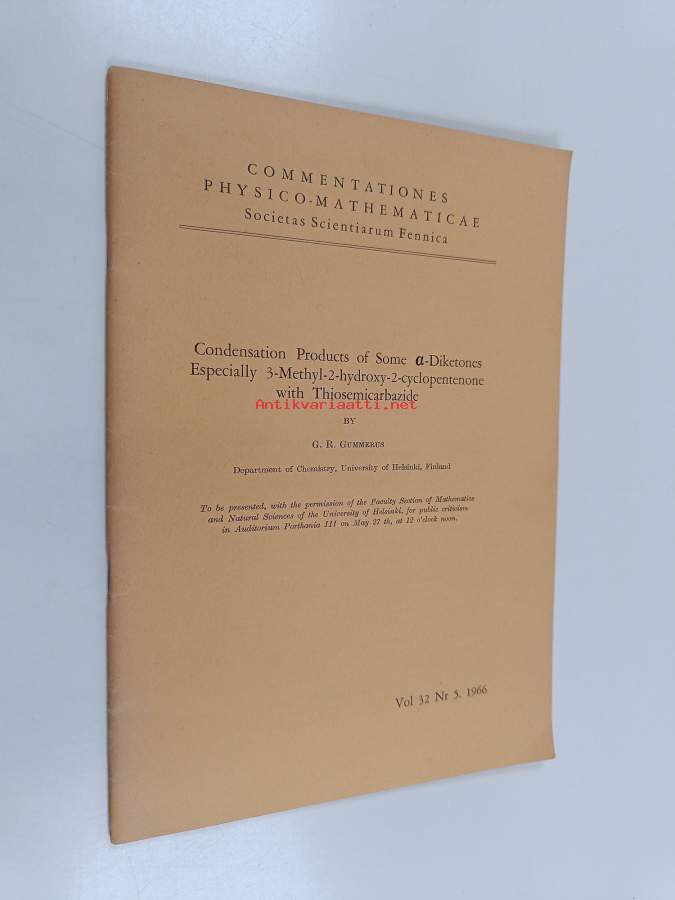 COMMENTATIONES
PHYSICO-MATHEMATICAE
Societas Scientiarum Fennica
Condensation Products of Some α-Diketones
Especially 3-Methyl-2-hydroxy-2-cyclopentenone
with Thiosemicarbazide
Antikvariaatti.net
BY
G. R. GUMMERUS
Department of Chemistry, University of Helsinki, Finland
To be presented, with the permission of the Faculty Section of Mathematics
and Natural Sciences of the University of Helsinki, for public criticism
in Auditorium Porthania III on May 27 th, at 12 o'clock noon.
Vol 32 Nr 5. 1966